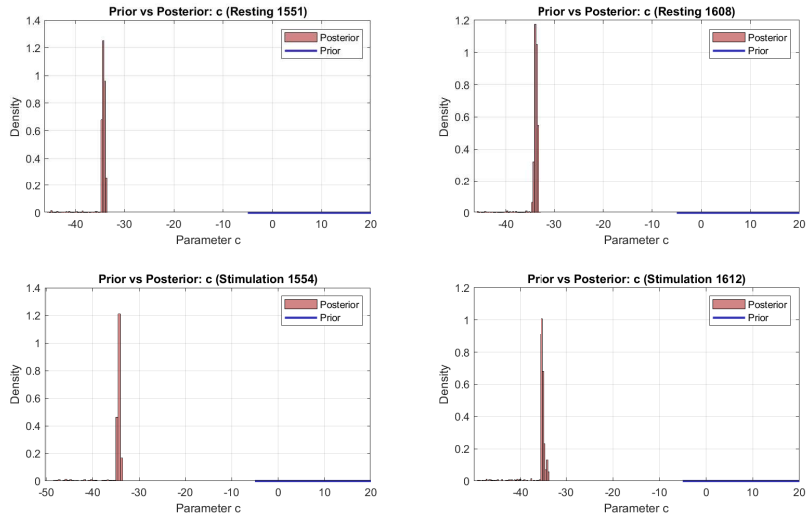 Prior vs Posterior: c (Resting 1551)
1.4
1.2
1
0.8
0.6
0.4
0.2
0
Density
-40 -30 -20 -10 0 10 20
Parameter c
Posterior
Prior
Prior vs Posterior: c (Resting 1608)
1.2
1
0.8
0.6
0.4
0.2
0
Density
-40 -30 -20 -10 0 10 20
Parameter c
Posterior
Prior
Prior vs Posterior: c (Stimulation 1554)
1.4
1.2
1
0.8
0.6
0.4
0.2
0
Density
-50 -40 -30 -20 -10 0 10 20
Parameter c
Posterior
Prior
Prior vs Posterior: c (Stimulation 1612)
1.2
1
0.8
0.6
0.4
0.2
0
Density
-40 -30 -20 -10 0 10 20
Parameter c
Posterior
Prior